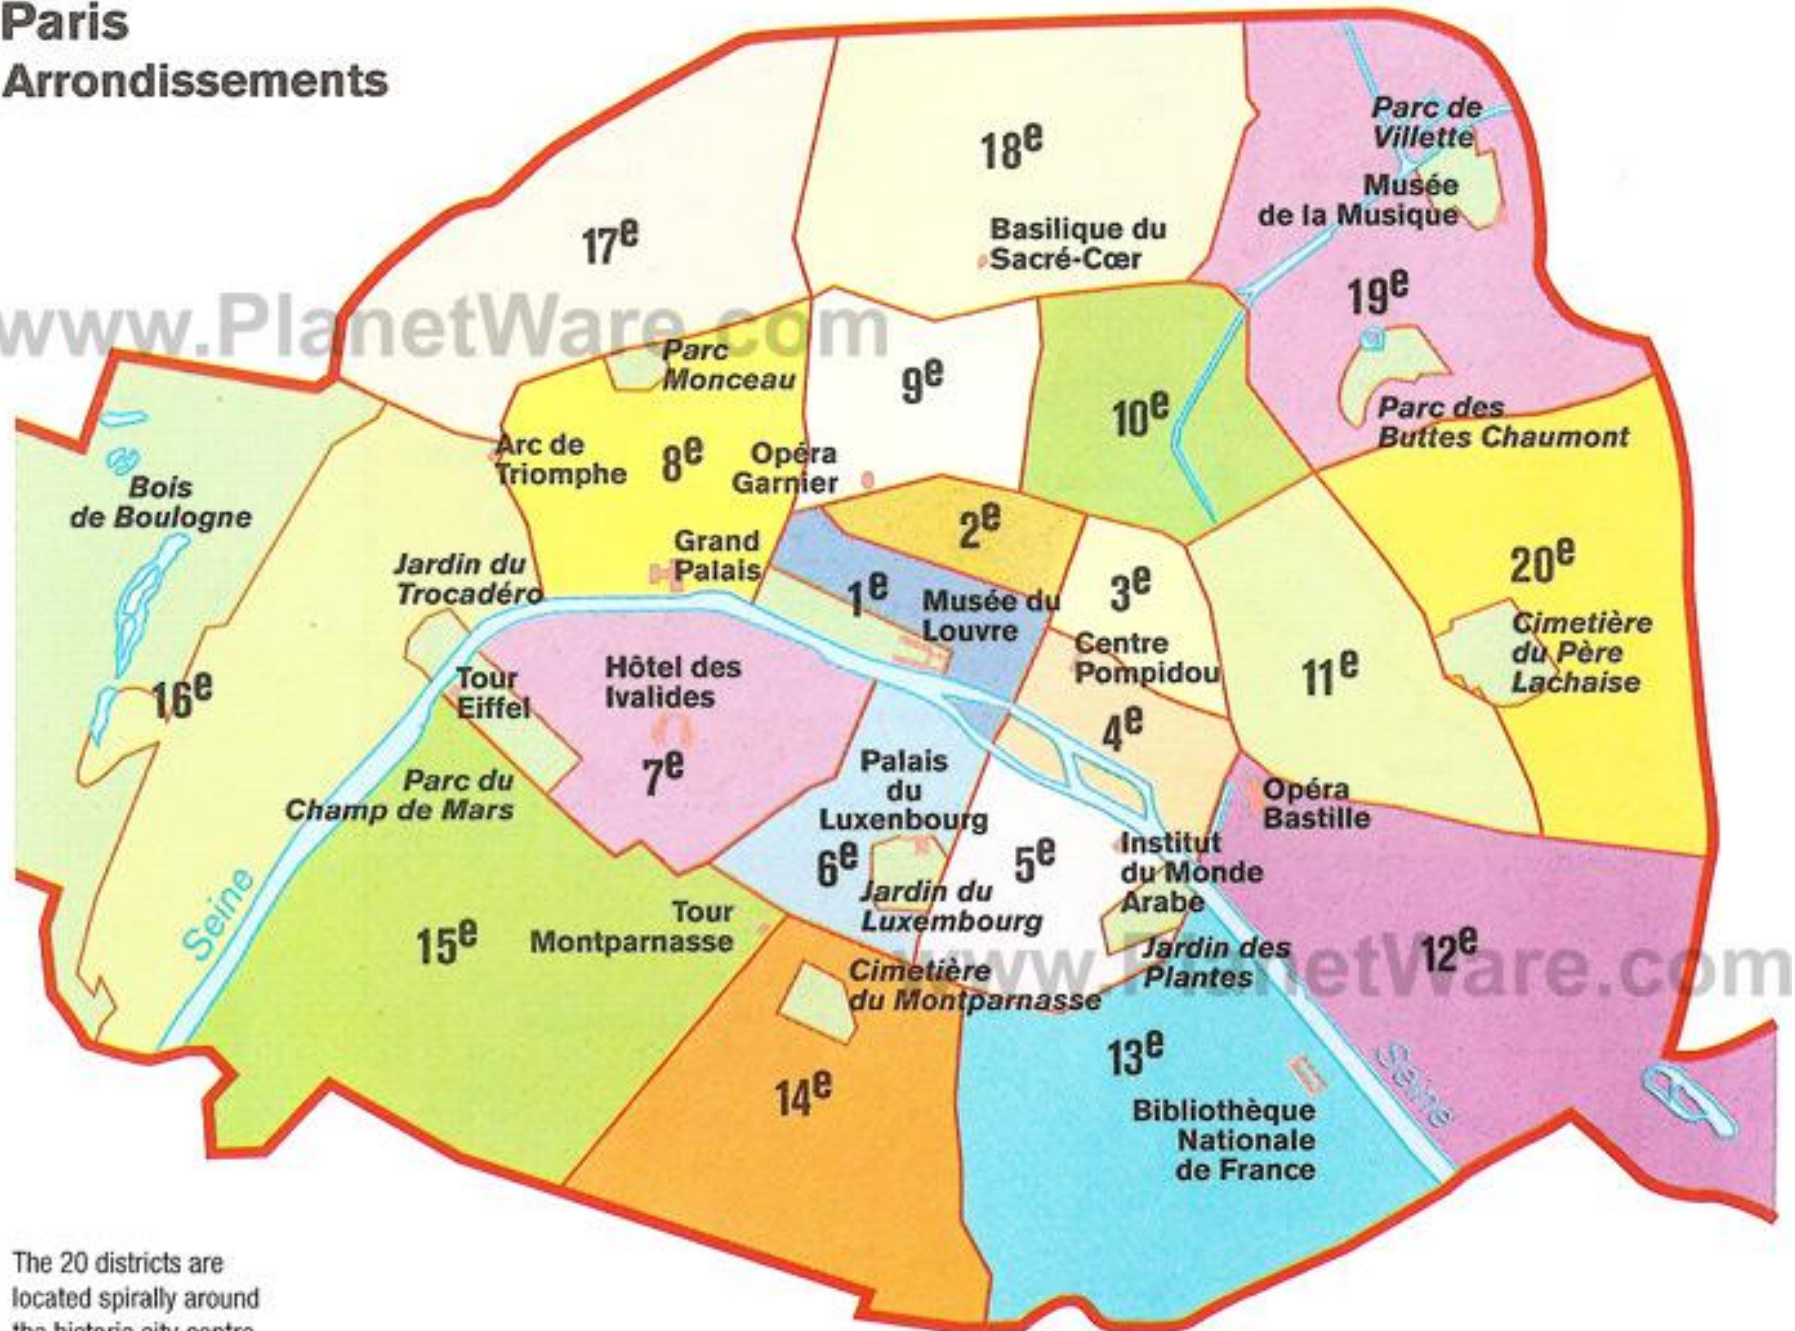 Paris
Arrondissements
18e
Parc de
Villette
Musée
de la Musique
17e
Basilique du
Sacré-Cœr
19e
www.PlanetWare.com
Parc
Monceau
9e
10e
Parc des
Buttes Chaumont
Arc de
Triomphe
8e
Opéra
Garnier
Bois
de Boulogne
2e
Grand
Palais
20e
Jardin du
Trocadéro
1e
Musée du
Louvre
3e
Centre
Pompidou
Cimetière
du Père
Lachaise
11e
16e
Tour
Eiffel
Hôtel des
Ivalides
7e
4e
Parc du
Champ de Mars
Palais
du
Luxenbourg
Opéra
Bastille
6e
5e
Institut
du Monde
Arabe
Jardin du
Luxembourg
Seine
15e
Tour
Montparnasse
Jardin des
Plantes
12e
www.PlanetWare.com
Cimetière
du Montparnasse
13e
Seine
14e
Bibliothèque
Nationale
de France
The 20 districts are
located spirally around
the historic city centre